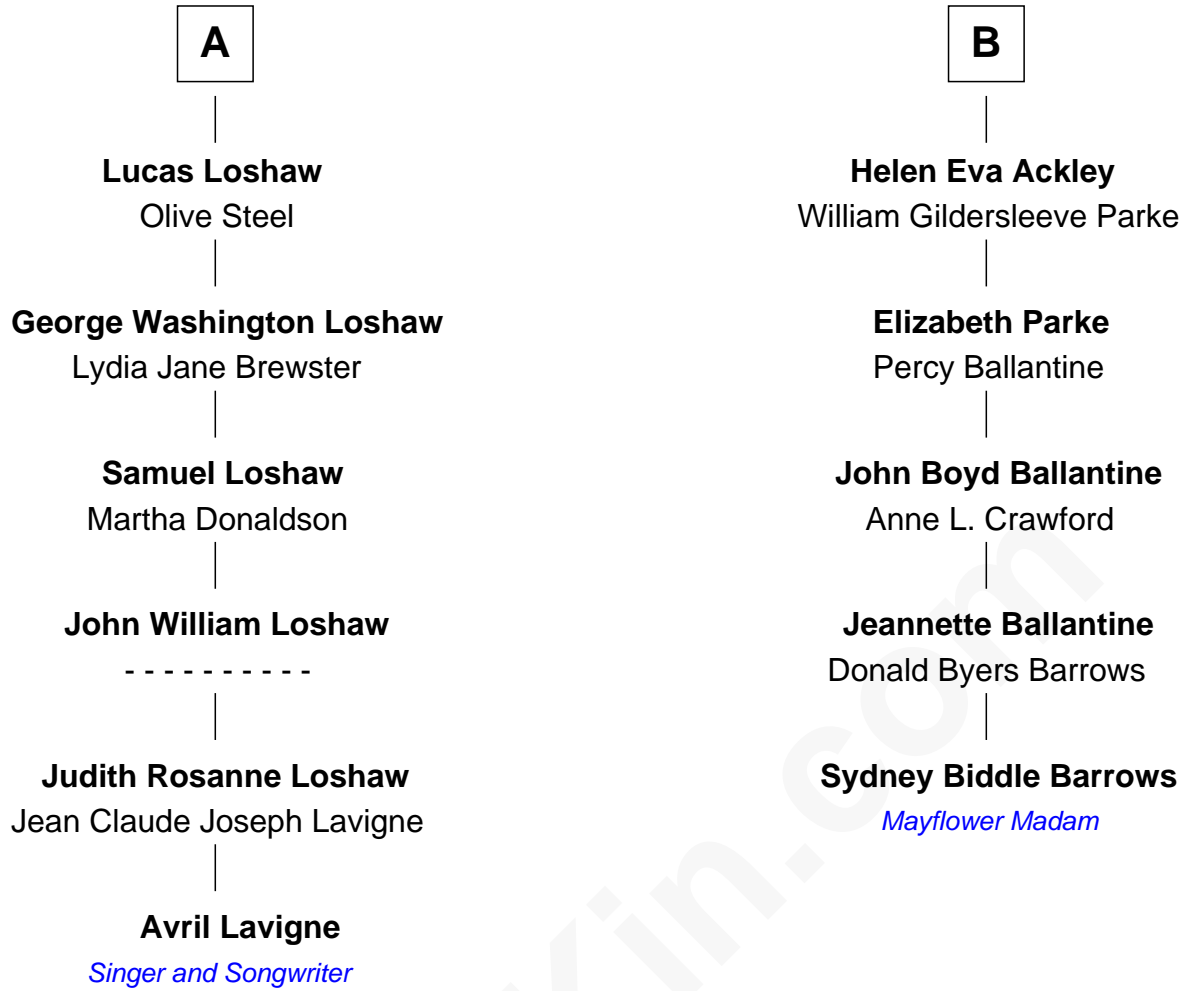 A
Lucas Loshaw
Olive Steel
George Washington Loshaw
Lydia Jane Brewster
Samuel Loshaw
Martha Donaldson
John William Loshaw
- - - - - - - - - -
Judith Rosanne Loshaw
Jean Claude Joseph Lavigne
Avril Lavigne
Singer and Songwriter
B
Helen Eva Ackley
William Gildersleeve Parke
Elizabeth Parke
Percy Ballantine
John Boyd Ballantine
Anne L. Crawford
Jeannette Ballantine
Donald Byers Barrows
Sydney Biddle Barrows
Mayflower Madam